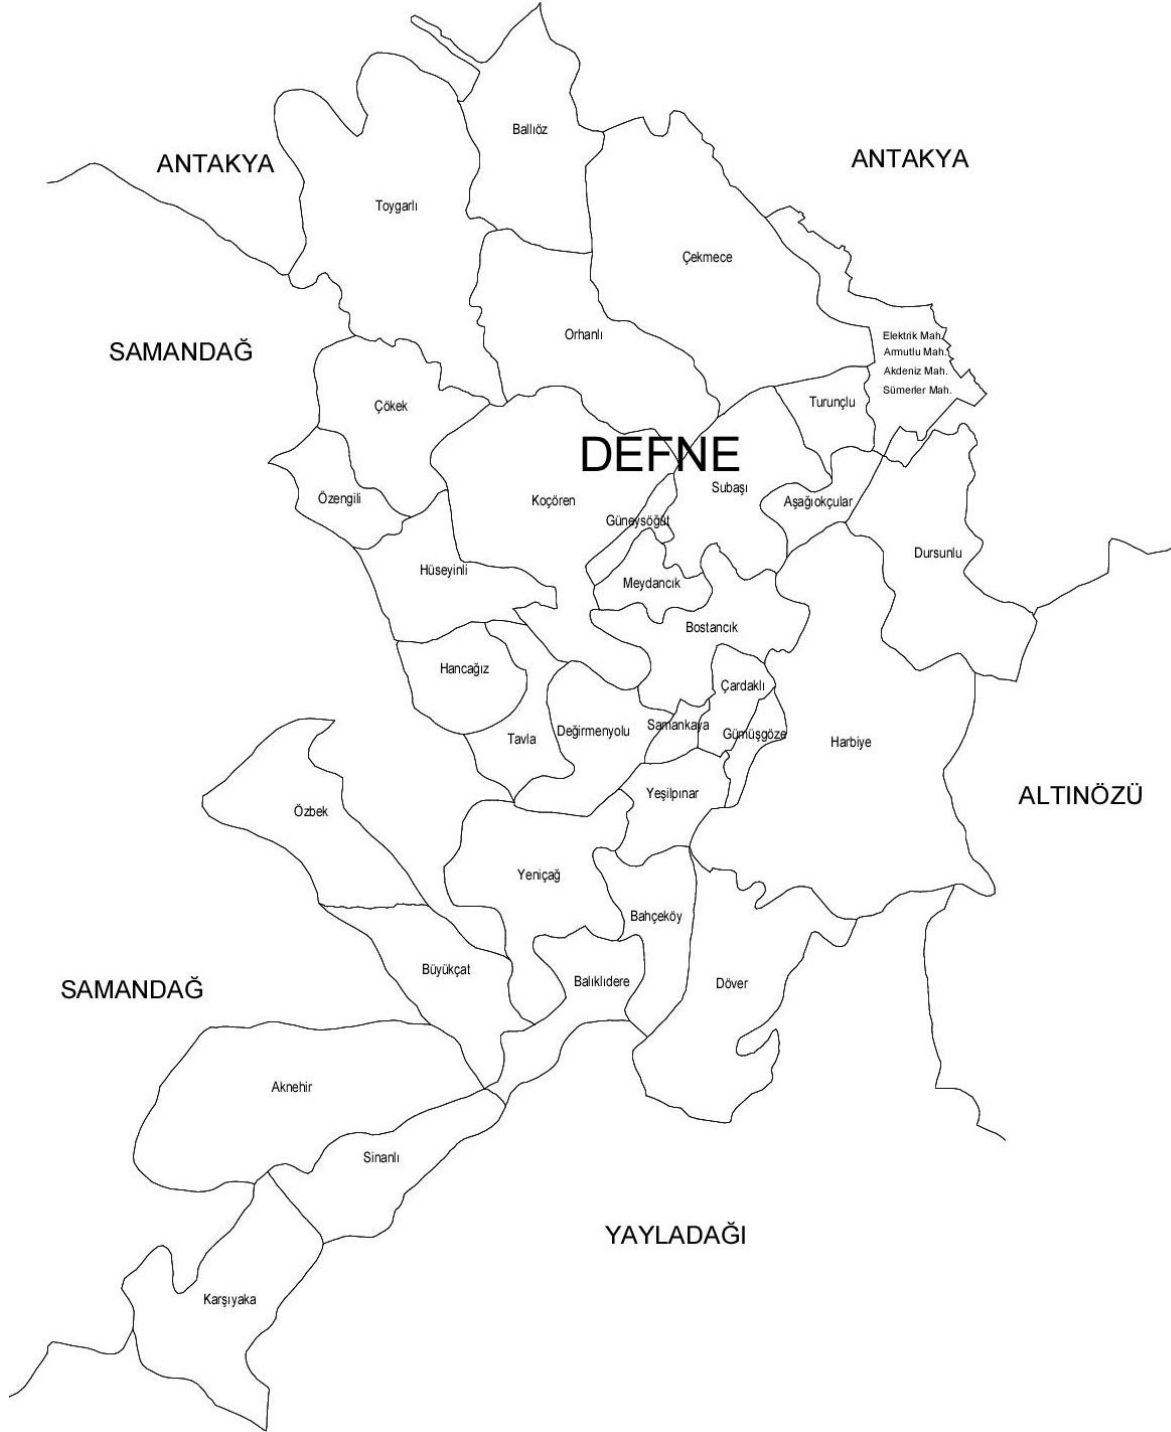 Ballıöz
ANTAKYA
ANTAKYA
Toygarlı
Çekmece
Orhanlı
Elektrik Mah.
Armutlu Mah.
Akdeniz Mah.
Sümerler Mah.
SAMANDAĞ
Çökek
Turunçlu
DEFNE
Subaşı
Özengili
Koçören
Aşağıokçular
Güneysöğüt
Dursunlu
Hüseyinli
Meydancık
Bostancık
Hancağız
Çardaklı
Tavla
Değirmenyolu
Samankaya
Gümüşgöze
Harbiye
Yeşilpınar
ALTINÖZÜ
Özbek
Yeniçağ
Bahçeköy
Büyükçat
Balıklıdere
Döver
SAMANDAĞ
Aknehir
Sinanlı
YAYLADAĞI
Karşıyaka